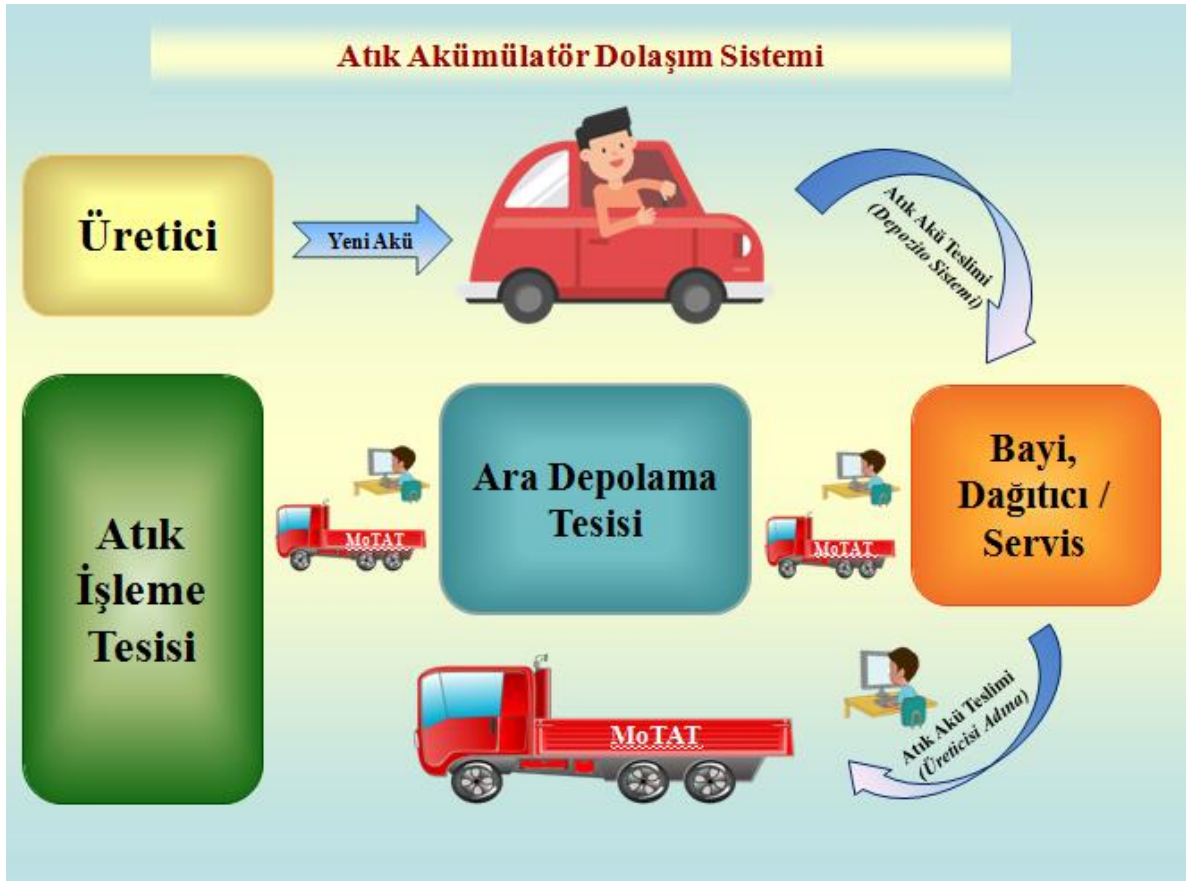 Atık Akümülatör Dolaşım Sistemi
Üretici
Yeni Akü
Atık Akü Teslimi
(Depozito Sistemi)
Atık
İşleme
Tesisi
MoTAT
Ara Depolama
Tesisi
MoTAT
Bayi,
Dağıtıcı /
Servis
MoTAT
Atık Akü Teslimi
(Üreticisi Adına)